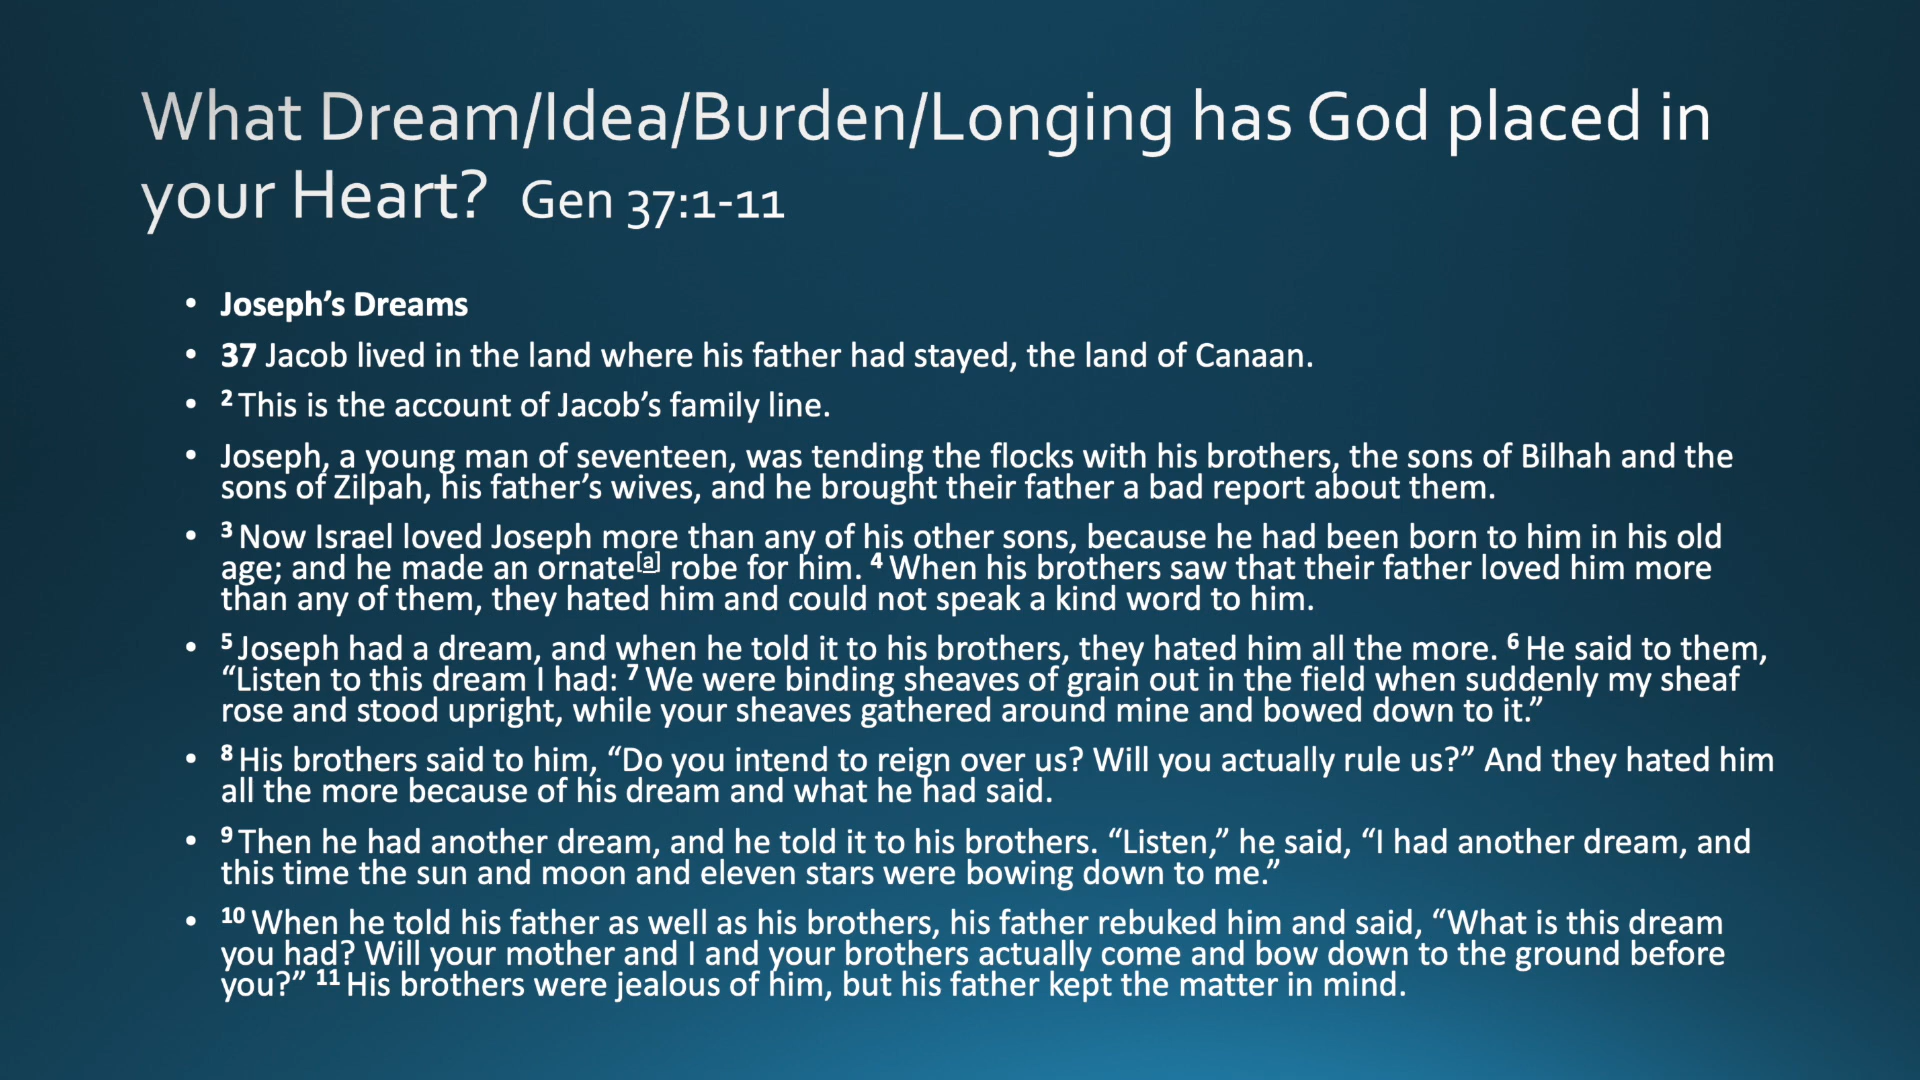 What Dream/Idea/Burden/Longing has God placed in
your Heart? Gen 37:1-11
• Joseph’s Dreams
• 37 Jacob lived in the land where his father had stayed, the land of Canaan.
• 2 This is the account of Jacob’s family line.
• Joseph, a young man of seventeen, was tending the flocks with his brothers, the sons of Bilhah and the
sons of Zilpah, his father’s wives, and he brought their father a bad report about them.
• 3 Now Israel loved Joseph more than any of his other sons, because he had been born to him in his old
age; and he made an ornate[a] robe for him. 4 When his brothers saw that their father loved him more
than any of them, they hated him and could not speak a kind word to him.
• 5 Joseph had a dream, and when he told it to his brothers, they hated him all the more. 6 He said to them,
“Listen to this dream I had: 7 We were binding sheaves of grain out in the field when suddenly my sheaf
rose and stood upright, while your sheaves gathered around mine and bowed down to it.”
• 8 His brothers said to him, “Do you intend to reign over us? Will you actually rule us?” And they hated him
all the more because of his dream and what he had said.
• 9 Then he had another dream, and he told it to his brothers. “Listen,” he said, “I had another dream, and
this time the sun and moon and eleven stars were bowing down to me.”
• 10 When he told his father as well as his brothers, his father rebuked him and said, “What is this dream
you had? Will your mother and I and your brothers actually come and bow down to the ground before
you?” 11 His brothers were jealous of him, but his father kept the matter in mind.